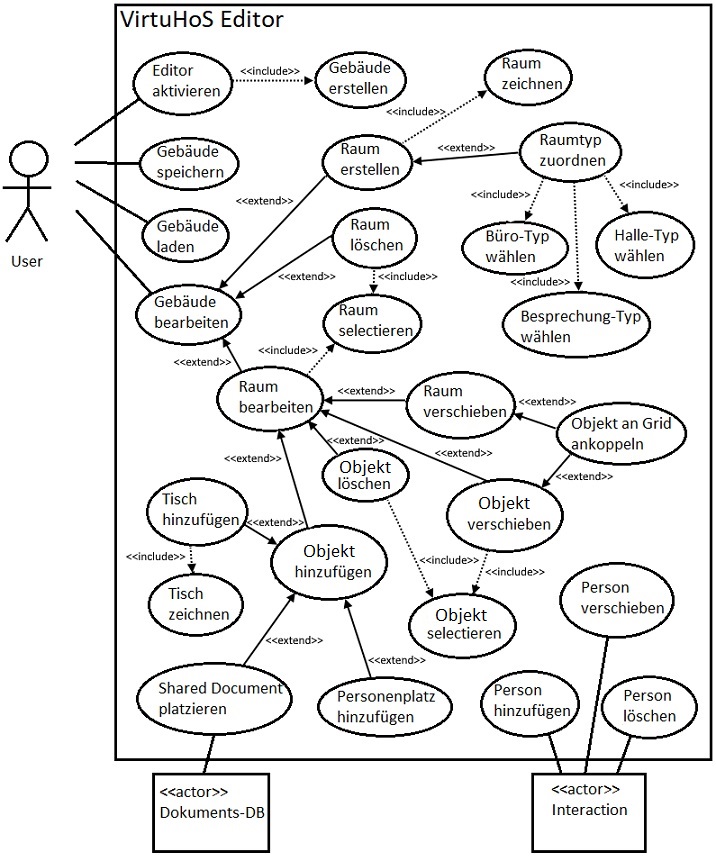 VirtuHoS Editor
Editor
aktivieren
<<include>>
Gebäude
erstellen
Raum
zeichnen
<<include>>
Gebäude
speichern
Raum
erstellen
<<extend>>
Raumtyp
zuordnen
<<extend>>
<<include>>
<<include>>
Gebäude
laden
Raum
löschen
Büro-Typ
wählen
Halle-Typ
wählen
User
<<extend>>
<<include>>
<<include>>
Gebäude
bearbeiten
Raum
selectieren
Besprechung-Typ
wählen
<<extend>>
<<include>>
Raum
bearbeiten
<<extend>>
Raum
verschieben
<<extend>>
Objekt an Grid
ankoppeln
<<extend>>
<<extend>>
<<extend>>
<<extend>>
Objekt
löschen
Tisch
hinzufügen
<<extend>>
Objekt
verschieben
<<include>>
Objekt
hinzufügen
<<include>>
<<include>>
Tisch
zeichnen
Person
verschieben
Objekt
selectieren
<<extend>>
<<extend>>
Shared Document
platzieren
Personenplatz
hinzufügen
Person
hinzufügen
Person
löschen
<<actor>>
Dokuments-DB
<<actor>>
Interaction